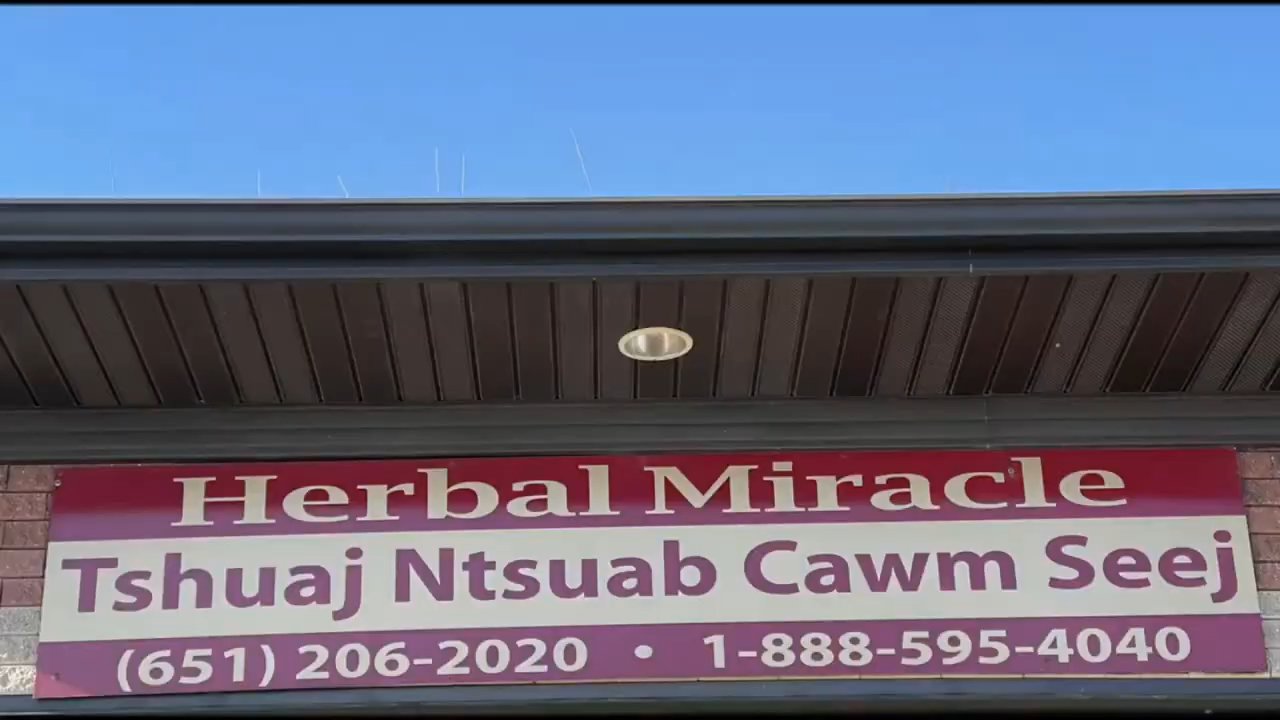 Herbal Miracle
Tshuaj Ntsuab Cawm Seej
(651) 206-2020 • 1-888-595-4040